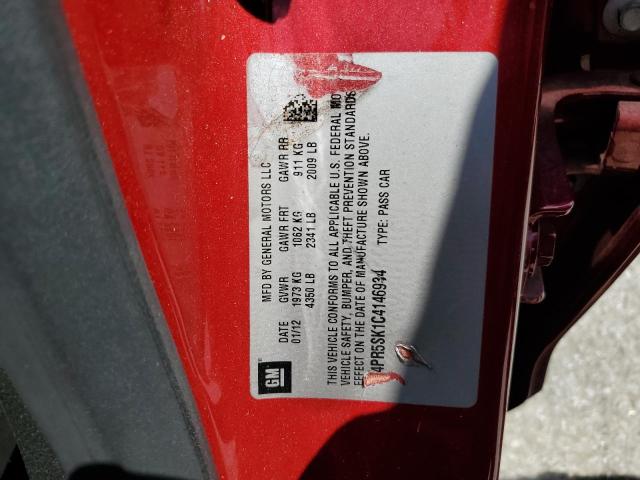 GM
MFD BY GENERAL MOTORS LLC
DATE GVWR GAWR FRT GAWR RR
01/12 1973 KG 1062 KG 911 KG
4350 LB 2341 LB 2009 LB
THIS VEHICLE CONFORMS TO ALL APPLICABLE U.S. FEDERAL MO
VEHICLE SAFETY, BUMPER, AND THEFT PREVENTION STANDARDS
EFFECT ON THE DATE OF MANUFACTURE SHOWN ABOVE.
4PR5SK1C4146934 TYPE: PASS CAR